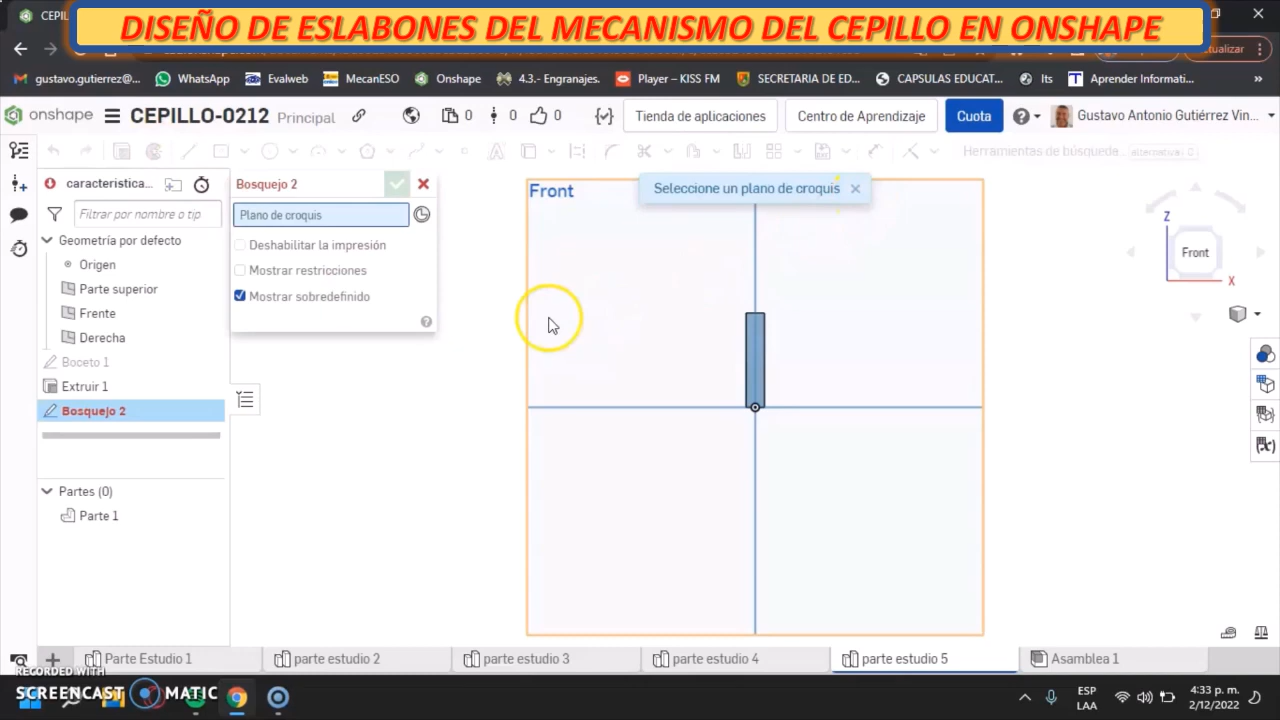 CEPIL
DISEÑO DE ESLABONES DEL MECANISMO DEL CEPILLO EN ONSHAPE
ctualizar
gustavo.gutierrez@... WhatsApp Evalweb MecanESO Onshape 4.3.- Engranajes. Player – KISS FM SECRETARIA DE ED... CAPSULAS EDUCAT... Its Aprender Informati... »
onshape CEPILLO-0212 Principal 0 0 0 Tienda de aplicaciones Centro de Aprendizaje Cuota Gustavo Antonio Gutiérrez Vin...
Herramientas de búsqueda alternativa
caracteristica...
Bosquejo 2
Filtrar por nombre o tip
Plano de croquis
Geometría por defecto
Deshabilitar la impresión
Origen
Mostrar restricciones
Parte superior
Mostrar sobredefinido
Frente
Derecha
Boceto 1
Extruir 1
Bosquejo 2
Partes (0)
Parte 1
Front
Seleccione un plano de croquis
Z
Front
X
(x)
Parte Estudio 1 parte estudio 2 parte estudio 3 parte estudio 4 parte estudio 5 Asamblea 1
RECORDED WITH
SCREENCAST MATIC
ESP
LAA
4:33 p. m.
2/12/2022